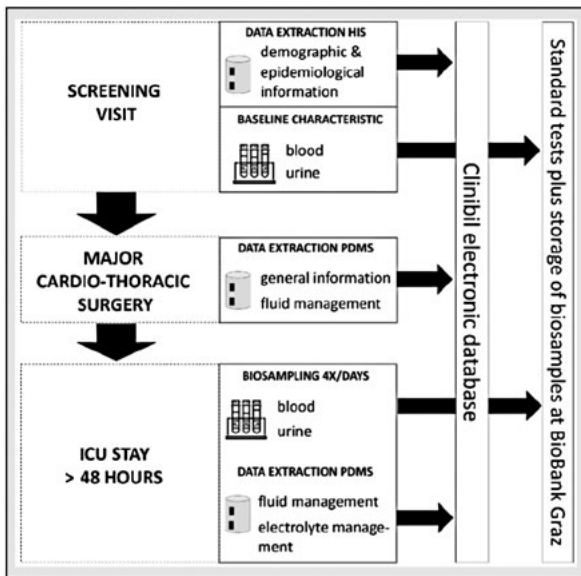 SCREENING
VISIT
DATA EXTRACTION HIS
demographic &
epidemiological
information
BASELINE CHARACTERISTIC
blood
urine
MAJOR
CARDIO-THORACIC
SURGERY
DATA EXTRACTION PDMS
general information
fluid management
ICU STAY
> 48 HOURS
BIOSAMPLING 4X/DAYS
blood
urine
DATA EXTRACTION PDMS
fluid management
electrolyte manage-
ment
Clinibil electronic database
Standard tests plus storage of biosamples at BioBank Graz